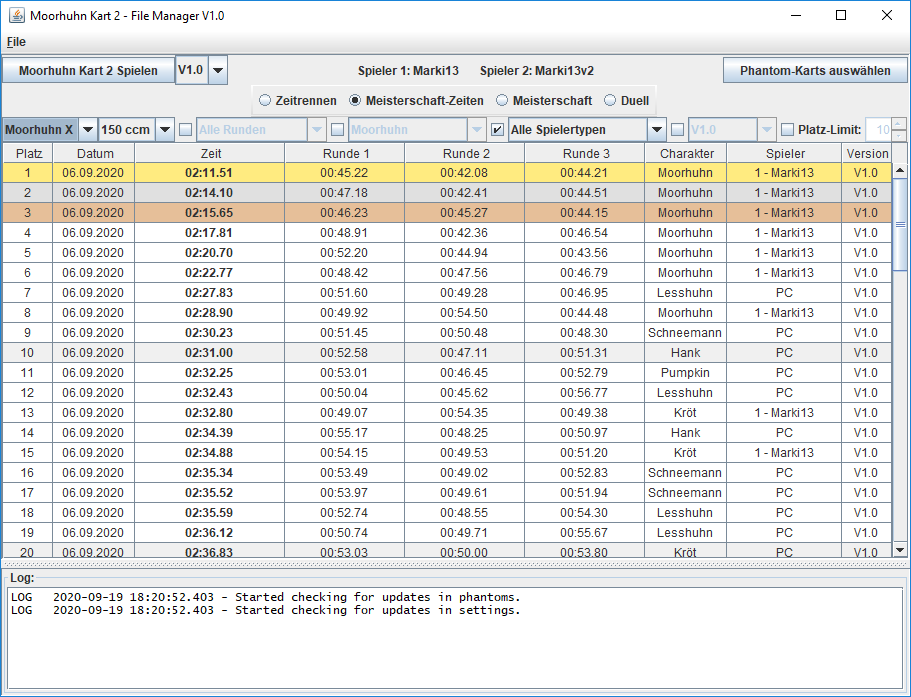 Moorhuhn Kart 2 - File Manager V1.0
File
Moorhuhn Kart 2 Spielen V1.0 Spieler 1: Marki13 Spieler 2: Marki13v2 Phantom-Karts auswählen
Zeitrennen Meisterschaft-Zeiten Meisterschaft Duell
Moorhuhn X 150 ccm Alle Runden Moorhuhn Alle Spielertypen V1.0 Platz-Limit: 10
Platz Datum Zeit Runde 1 Runde 2 Runde 3 Charakter Spieler Version
1 06.09.2020 02:11.51 00:45.22 00:42.08 00:44.21 Moorhuhn 1 - Marki13 V1.0
2 06.09.2020 02:14.10 00:47.18 00:42.41 00:44.51 Moorhuhn 1 - Marki13 V1.0
3 06.09.2020 02:15.65 00:46.23 00:45.27 00:44.15 Moorhuhn 1 - Marki13 V1.0
4 06.09.2020 02:17.81 00:48.91 00:42.36 00:46.54 Moorhuhn 1 - Marki13 V1.0
5 06.09.2020 02:20.70 00:52.20 00:44.94 00:43.56 Moorhuhn 1 - Marki13 V1.0
6 06.09.2020 02:22.77 00:48.42 00:47.56 00:46.79 Moorhuhn 1 - Marki13 V1.0
7 06.09.2020 02:27.83 00:51.60 00:49.28 00:46.95 Lesshuhn PC V1.0
8 06.09.2020 02:28.90 00:49.92 00:54.50 00:44.48 Moorhuhn 1 - Marki13 V1.0
9 06.09.2020 02:30.23 00:51.45 00:50.48 00:48.30 Schneemann PC V1.0
10 06.09.2020 02:31.00 00:52.58 00:47.11 00:51.31 Hank PC V1.0
11 06.09.2020 02:32.25 00:53.01 00:46.45 00:52.79 Pumpkin PC V1.0
12 06.09.2020 02:32.43 00:50.04 00:45.62 00:56.77 Lesshuhn PC V1.0
13 06.09.2020 02:32.80 00:49.07 00:54.35 00:49.38 Kröt 1 - Marki13 V1.0
14 06.09.2020 02:34.39 00:55.17 00:48.25 00:50.97 Hank PC V1.0
15 06.09.2020 02:34.88 00:54.15 00:49.53 00:51.20 Kröt 1 - Marki13 V1.0
16 06.09.2020 02:35.34 00:53.49 00:49.02 00:52.83 Schneemann PC V1.0
17 06.09.2020 02:35.52 00:53.97 00:49.61 00:51.94 Schneemann PC V1.0
18 06.09.2020 02:35.59 00:52.74 00:48.55 00:54.30 Lesshuhn PC V1.0
19 06.09.2020 02:36.12 00:50.74 00:49.71 00:55.67 Lesshuhn PC V1.0
20 06.09.2020 02:36.83 00:53.03 00:50.00 00:53.80 Kröt PC V1.0
Log:
LOG 2020-09-19 18:20:52.403 - Started checking for updates in phantoms.
LOG 2020-09-19 18:20:52.403 - Started checking for updates in settings.